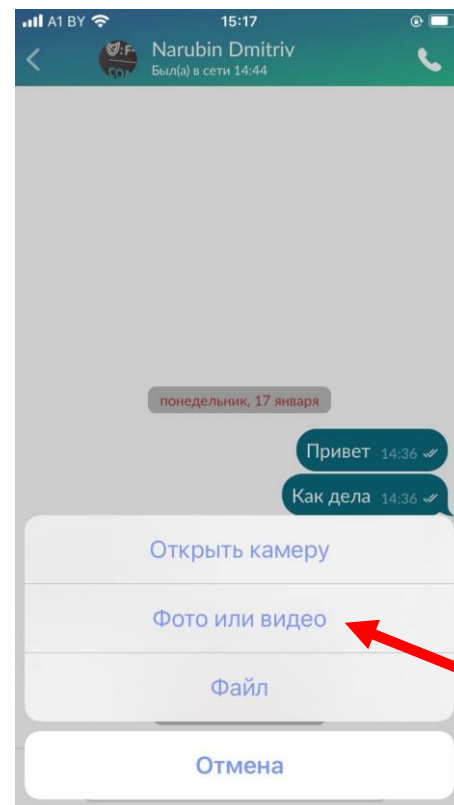 A1 BY 15:17
Narubin Dmitriv
Был(а) в сети 14:44
понедельник, 17 января
Привет 14:36
Как дела 14:36
Открыть камеру
Фото или видео
Файл
Отмена